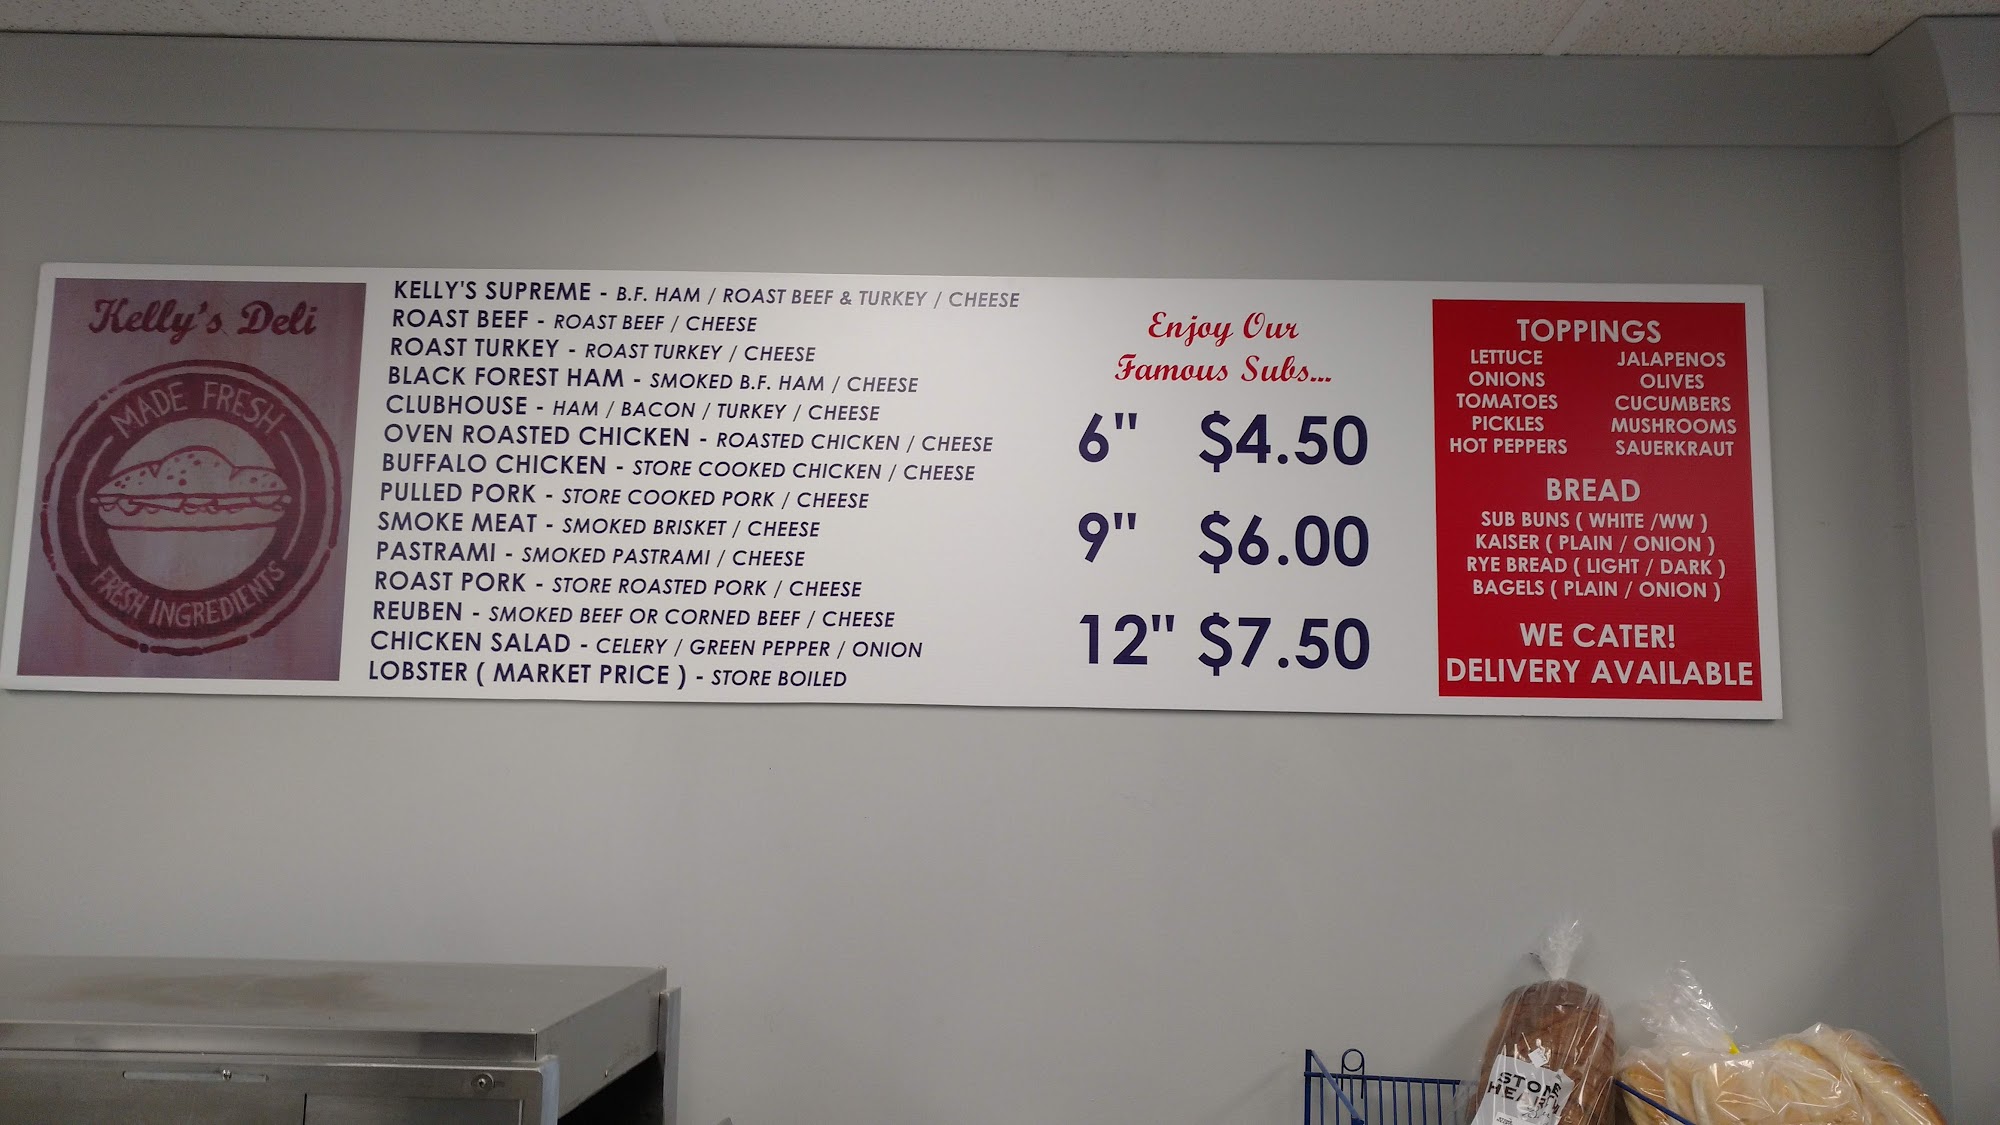 Kelly's Deli
MADE FRESH
FRESH INGREDIENTS
KELLY'S SUPREME - B.F. HAM / ROAST BEEF & TURKEY / CHEESE
ROAST BEEF - ROAST BEEF / CHEESE
ROAST TURKEY - ROAST TURKEY / CHEESE
BLACK FOREST HAM - SMOKED B.F. HAM / CHEESE
CLUBHOUSE - HAM / BACON / TURKEY / CHEESE
OVEN ROASTED CHICKEN - ROASTED CHICKEN / CHEESE
BUFFALO CHICKEN - STORE COOKED CHICKEN / CHEESE
PULLED PORK - STORE COOKED PORK / CHEESE
SMOKE MEAT - SMOKED BRISKET / CHEESE
PASTRAMI - SMOKED PASTRAMI / CHEESE
ROAST PORK - STORE ROASTED PORK / CHEESE
REUBEN - SMOKED BEEF OR CORNED BEEF / CHEESE
CHICKEN SALAD - CELERY / GREEN PEPPER / ONION
LOBSTER ( MARKET PRICE ) - STORE BOILED
Enjoy Our
Famous Subs...
6" $4.50
9" $6.00
12" $7.50
TOPPINGS
LETTUCE JALAPENOS
ONIONS OLIVES
TOMATOES CUCUMBERS
PICKLES MUSHROOMS
HOT PEPPERS SAUERKRAUT
BREAD
SUB BUNS ( WHITE /WW )
KAISER ( PLAIN / ONION )
RYE BREAD ( LIGHT / DARK )
BAGELS ( PLAIN / ONION )
WE CATER!
DELIVERY AVAILABLE
STONE
HEARTH